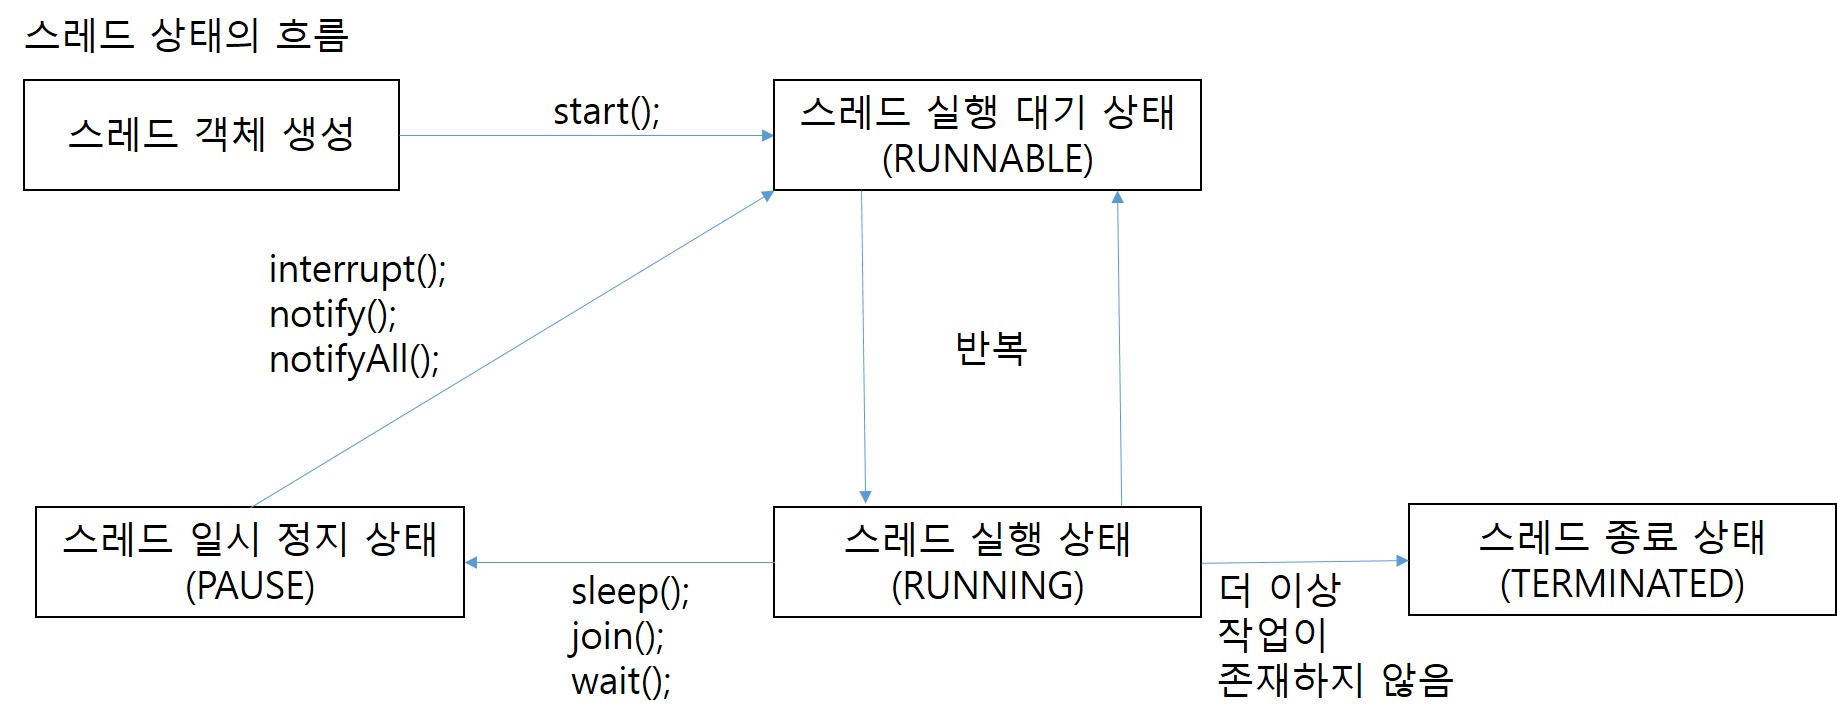 스레드 상태의 흐름
스레드 객체 생성
start();
스레드 실행 대기 상태
(RUNNABLE)
interrupt();
notify();
notifyAll();
반복
스레드 일시 정지 상태
(PAUSE)
sleep();
join();
wait();
스레드 실행 상태
(RUNNING)
더 이상
작업이
존재하지 않음
스레드 종료 상태
(TERMINATED)